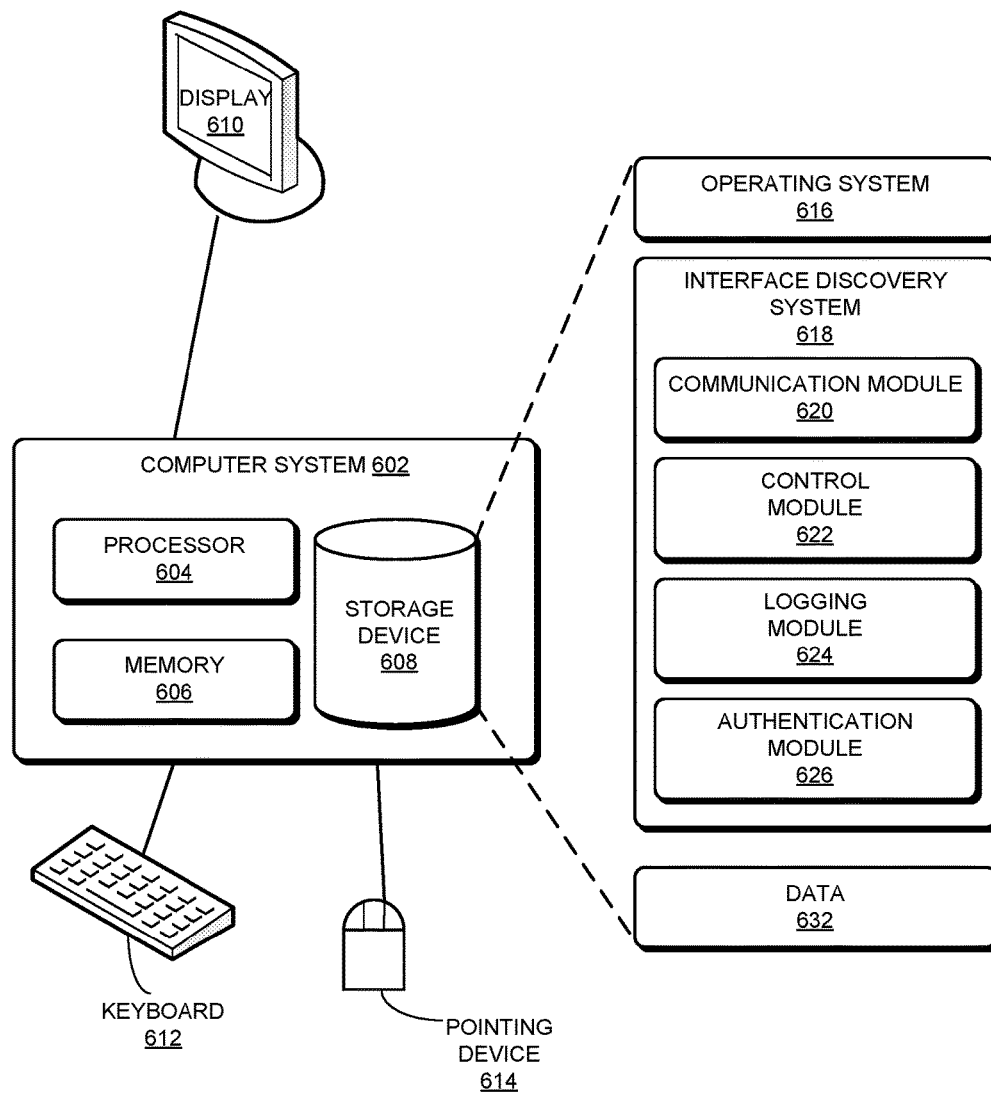 DISPLAY
610
OPERATING SYSTEM
616
INTERFACE DISCOVERY
SYSTEM
618
COMMUNICATION MODULE
620
CONTROL
MODULE
622
LOGGING
MODULE
624
AUTHENTICATION
MODULE
626
DATA
632
COMPUTER SYSTEM 602
PROCESSOR
604
MEMORY
606
STORAGE
DEVICE
608
KEYBOARD
612
POINTING
DEVICE
614